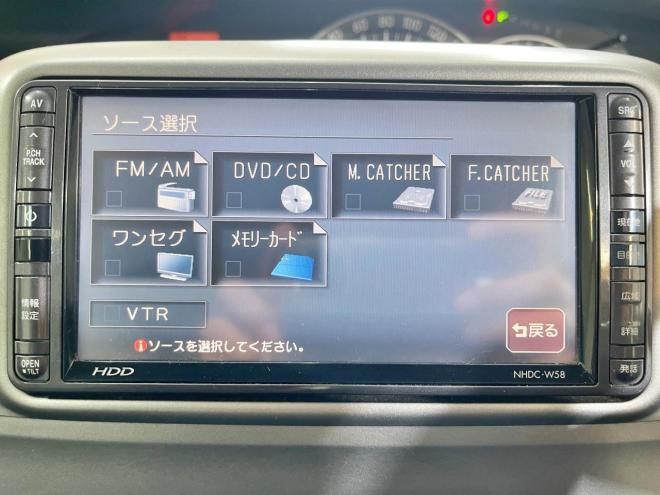 AV
P.CH
TRACK
情報
設定
OPEN
TILT
ソース選択
FM/AM
DVD/CD
M. CATCHER
F.CATCHER
FILE
ワンセグ
メモリーカード
VTR
ソースを選択してください。
戻る
HDD
NHDC-W58
SRC
VOL
現在地
広域
詳細
発話
120